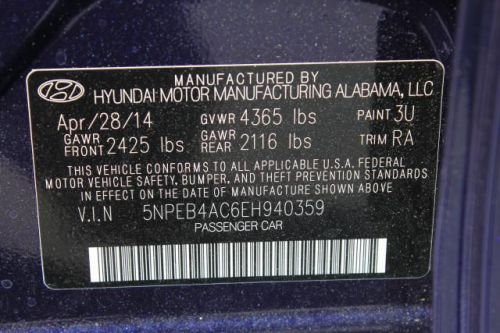 MANUFACTURED BY
HYUNDAI MOTOR MANUFACTURING ALABAMA, LLC
Apr/28/14 GVWR 4365 lbs PAINT 3U
GAWR FRONT 2425 lbs GAWR REAR 2116 lbs TRIM RA
THIS VEHICLE CONFORMS TO ALL APPLICABLE U.S.A. FEDERAL
MOTOR VEHICLE SAFETY, BUMPER, AND THEFT PREVENTION STANDARDS
IN EFFECT ON THE DATE OF MANUFACTURE SHOWN ABOVE
V.I.N 5NPEB4AC6EH940359
PASSENGER CAR